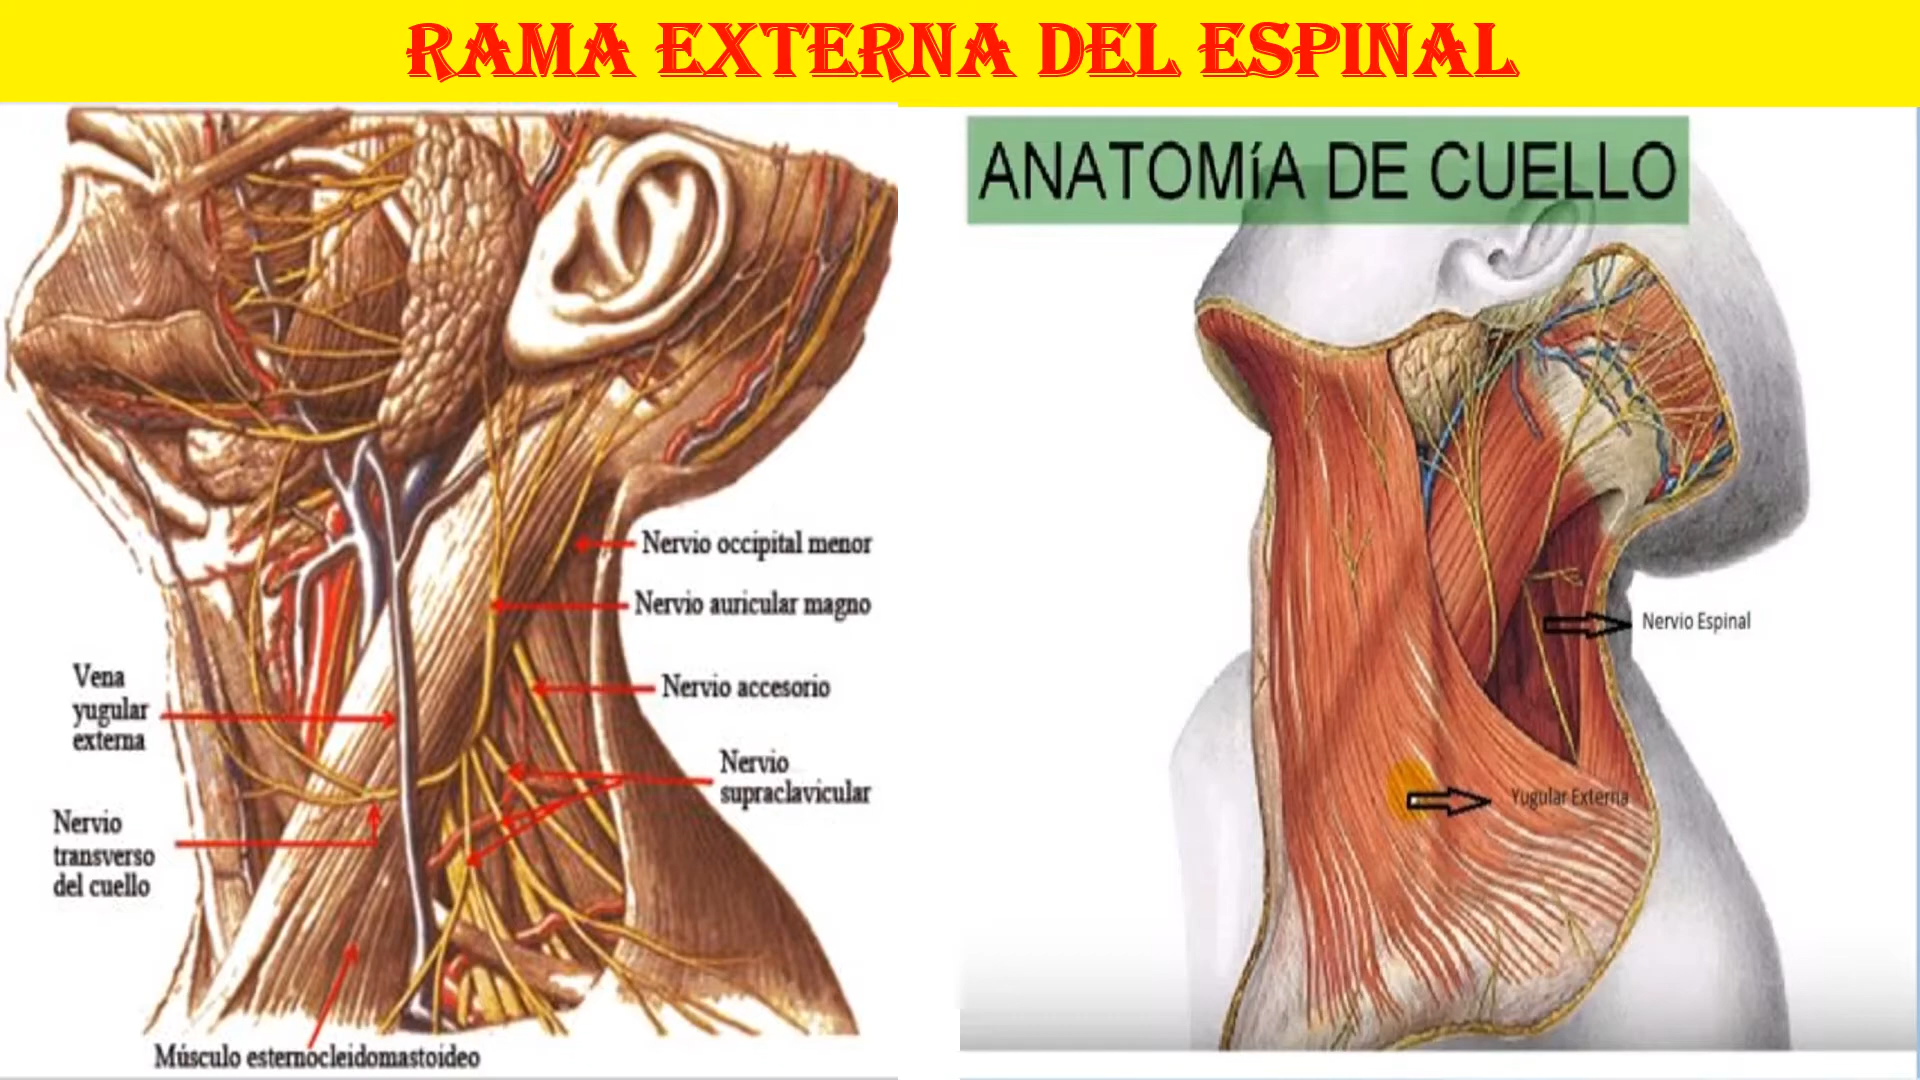 RAMA EXTERNA DEL ESPINAL
Nervio occipital menor
Nervio auricular magno
Nervio accesorio
Nervio
supraclavicular
Vena
yugular
externa
Nervio
transverso
del cuello
Músculo esternocleidomastoideo
ANATOMíA DE CUELLO
Nervio Espinal
Yugular Externa